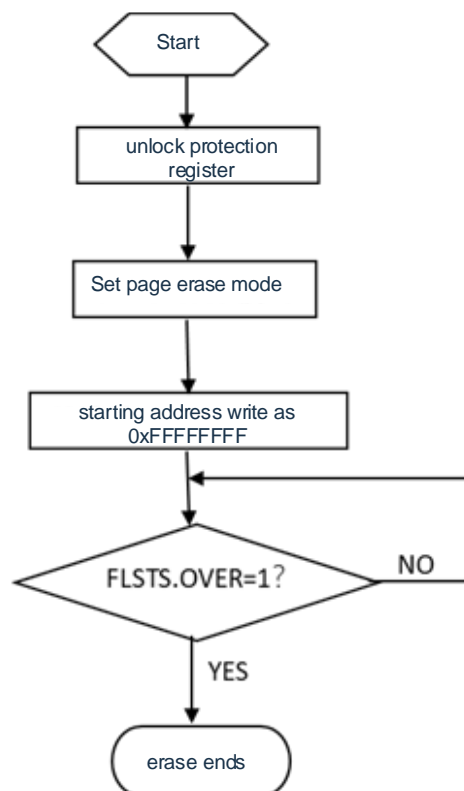 Start
unlock protection
register
Set page erase mode
starting address write as
0xFFFFFFFF
FLSTS.OVER=1?
NO
YES
erase ends